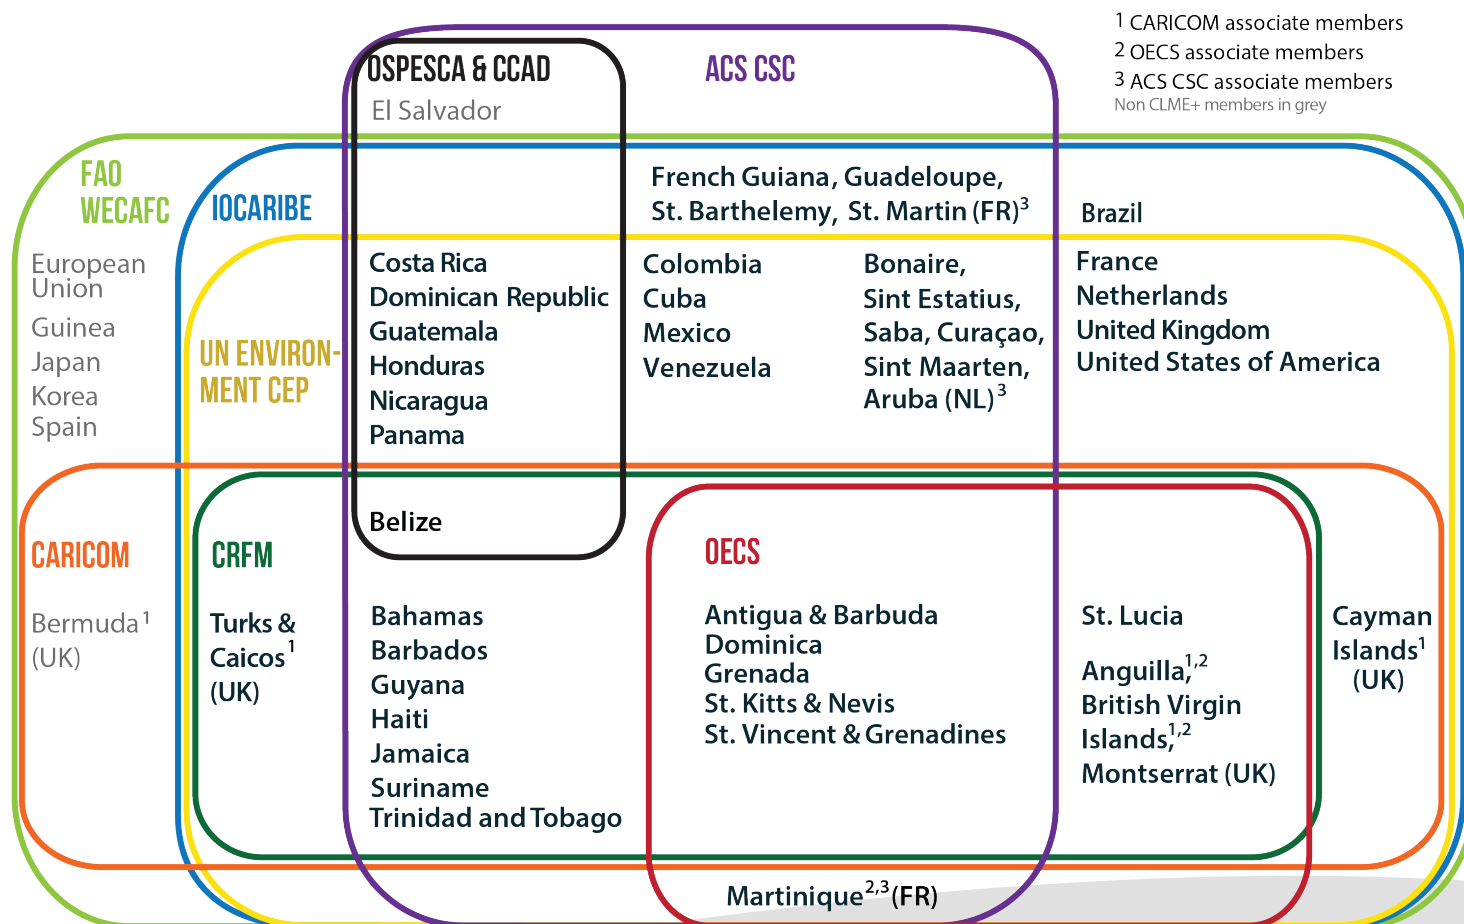 ¹ CARICOM associate members
² OECS associate members
³ ACS CSC associate members
Non CLME+ members in grey
OSPESCA & CCAD
El Salvador
ACS CSC
FAO
WECAFC
European
Union
Guinea
Japan
Korea
Spain
IOCARIBE
French Guiana, Guadeloupe,
St. Barthelemy, St. Martin (FR)³
Brazil
UN ENVIRON-
MENT CEP
Costa Rica
Dominican Republic
Guatemala
Honduras
Nicaragua
Panama
Colombia
Cuba
Mexico
Venezuela
Bonaire,
Sint Estatius,
Saba, Curaçao,
Sint Maarten,
Aruba (NL)³
France
Netherlands
United Kingdom
United States of America
CARICOM
Bermuda¹
(UK)
CRFM
Turks &
Caicos¹
(UK)
Belize
Bahamas
Barbados
Guyana
Haiti
Jamaica
Suriname
Trinidad and Tobago
OECS
Antigua & Barbuda
Dominica
Grenada
St. Kitts & Nevis
St. Vincent & Grenadines
St. Lucia
Anguilla,¹,²
British Virgin
Islands,¹,²
Montserrat (UK)
Cayman
Islands¹
(UK)
Martinique²,³ (FR)